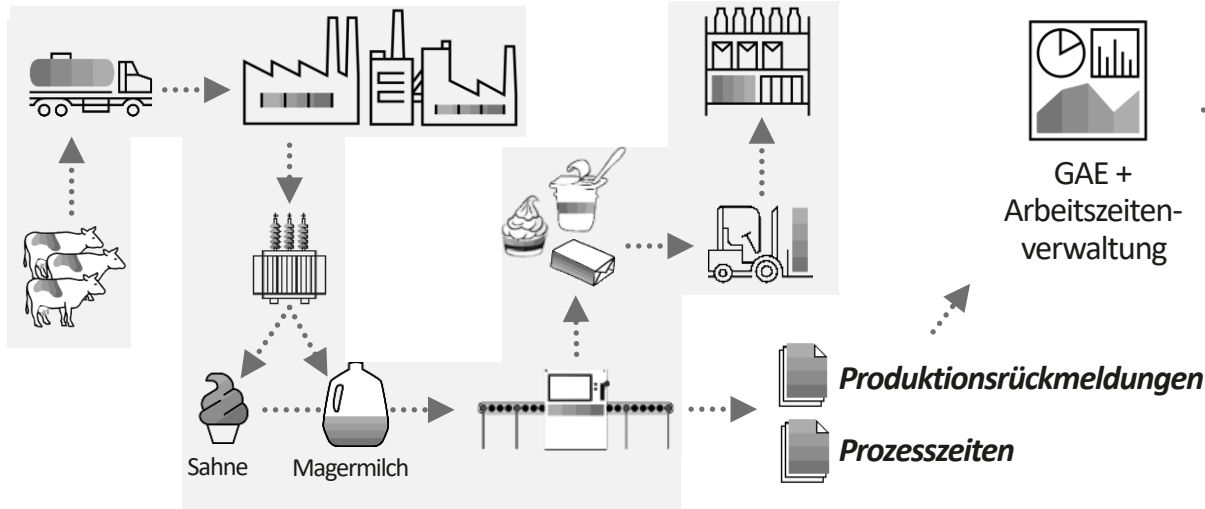 GAE +
Arbeitszeiten-
verwaltung
Produktionsrückmeldungen
Prozesszeiten
Sahne
Magermilch